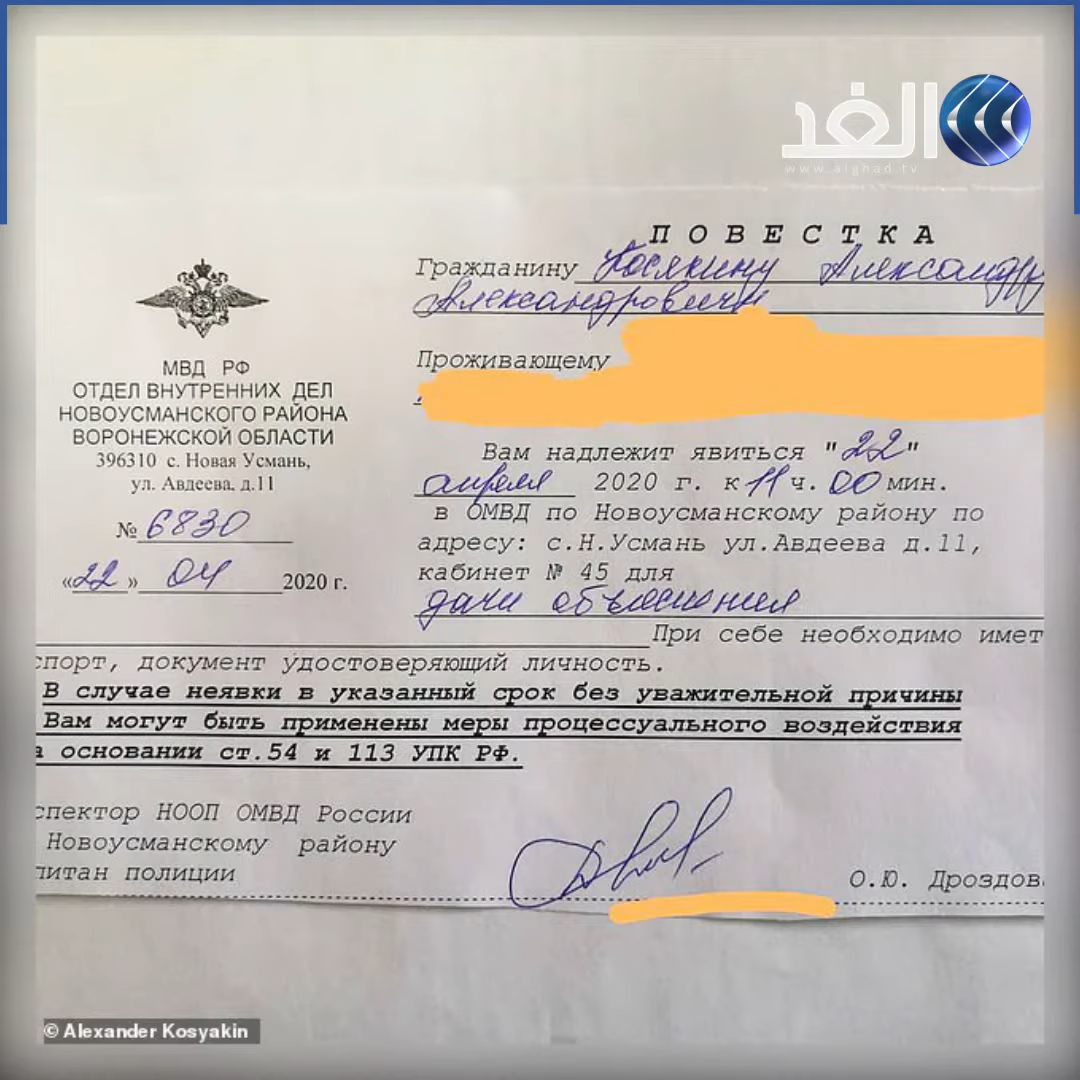 الغد
www.alghad.tv
ПОВЕСТКА
Гражданину Косякину Александру
Александровичу
Проживающему
МВД РФ
ОТДЕЛ ВНУТРЕННИХ ДЕЛ
НОВОУСМАНСКОГО РАЙОНА
ВОРОНЕЖСКОЙ ОБЛАСТИ
396310 с. Новая Усмань,
ул. Авдеева, д.11
№ 6830
«22» 04 2020 г.
Вам надлежит явиться "22"
апреля 2020 г. к 11 ч. 00 мин.
в ОМВД по Новоусманскому району по
адресу: с.Н.Усмань ул.Авдеева д.11,
кабинет № 45 для
дачи объяснения
При себе необходимо имет
спорт, документ удостоверяющий личность.
В случае неявки в указанный срок без уважительной причины
Вам могут быть применены меры процессуального воздействия
а основании ст.54 и 113 УПК РФ.
спектор НООП ОМВД России
Новоусманскому району
питан полиции
О.Ю. Дроздов
© Alexander Kosyakin